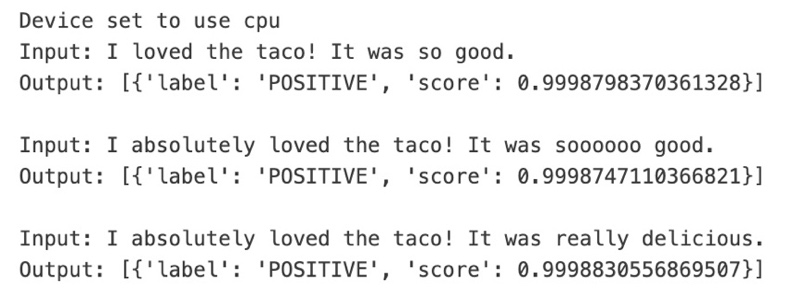 Device set to use cpu
Input: I loved the taco! It was so good.
Output: [{'label': 'POSITIVE', 'score': 0.9998798370361328}]
Input: I absolutely loved the taco! It was soooooo good.
Output: [{'label': 'POSITIVE', 'score': 0.9998747110366821}]
Input: I absolutely loved the taco! It was really delicious.
Output: [{'label': 'POSITIVE', 'score': 0.9998830556869507}]